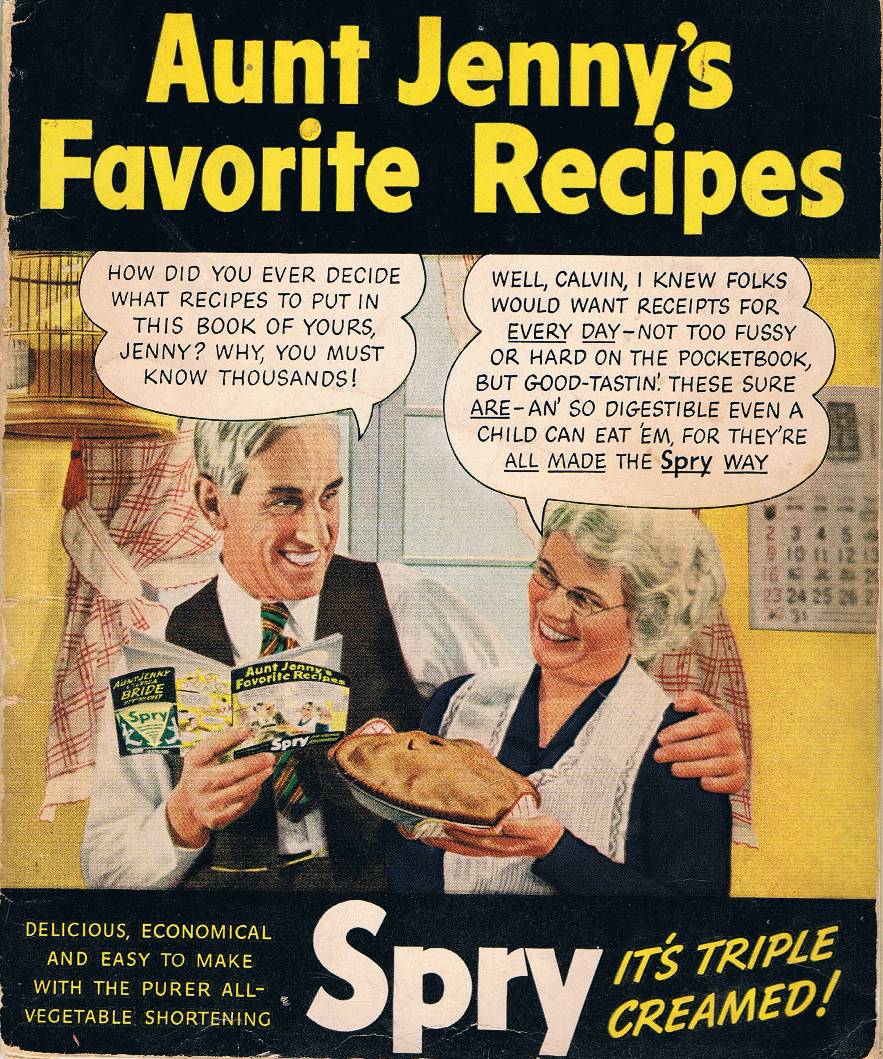 Aunt Jenny's
Favorite Recipes
HOW DID YOU EVER DECIDE
WHAT RECIPES TO PUT IN
THIS BOOK OF YOURS,
JENNY? WHY, YOU MUST
KNOW THOUSANDS!
WELL, CALVIN, I KNEW FOLKS
WOULD WANT RECEIPTS FOR
EVERY DAY-NOT TOO FUSSY
OR HARD ON THE POCKETBOOK,
BUT GOOD-TASTIN'. THESE SURE
ARE-AN' SO DIGESTIBLE EVEN A
CHILD CAN EAT 'EM, FOR THEY'RE
ALL MADE THE Spry WAY
2 3 4 5
9 10 11 12 13
16
23 24 25 26
31
AUNT JENNY
BRIDE
Spry
Aunt Jenny's
Favorite Recipes
Spry
DELICIOUS, ECONOMICAL
AND EASY TO MAKE
WITH THE PURER ALL-
VEGETABLE SHORTENING
Spry
IT'S TRIPLE
CREAMED!